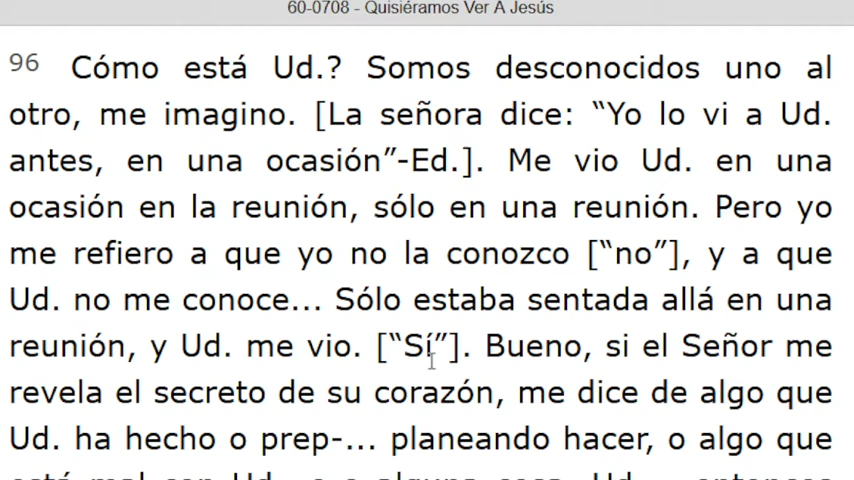 60-0708 - Quisiéramos Ver A Jesús
96 Cómo está Ud.? Somos desconocidos uno al
otro, me imagino. [La señora dice: “Yo lo vi a Ud.
antes, en una ocasión”-Ed.]. Me vio Ud. en una
ocasión en la reunión, sólo en una reunión. Pero yo
me refiero a que yo no la conozco [“no”], y a que
Ud. no me conoce... Sólo estaba sentada allá en una
reunión, y Ud. me vio. [“Sí”]. Bueno, si el Señor me
revela el secreto de su corazón, me dice de algo que
Ud. ha hecho o prep-... planeando hacer, o algo que